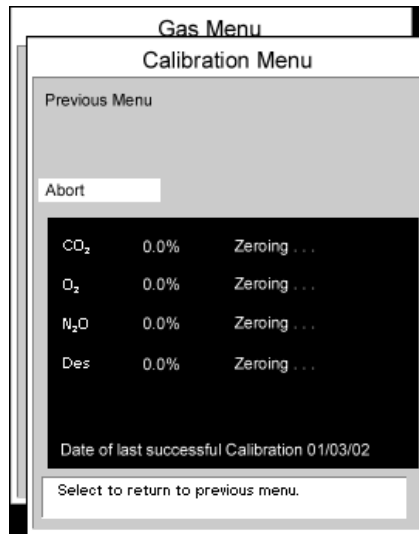 Gas Menu
Calibration Menu
Previous Menu
Abort
CO₂ 0.0% Zeroing . . .
O₂ 0.0% Zeroing . . .
N₂O 0.0% Zeroing . . .
Des 0.0% Zeroing . . .
Date of last successful Calibration 01/03/02
Select to return to previous menu.